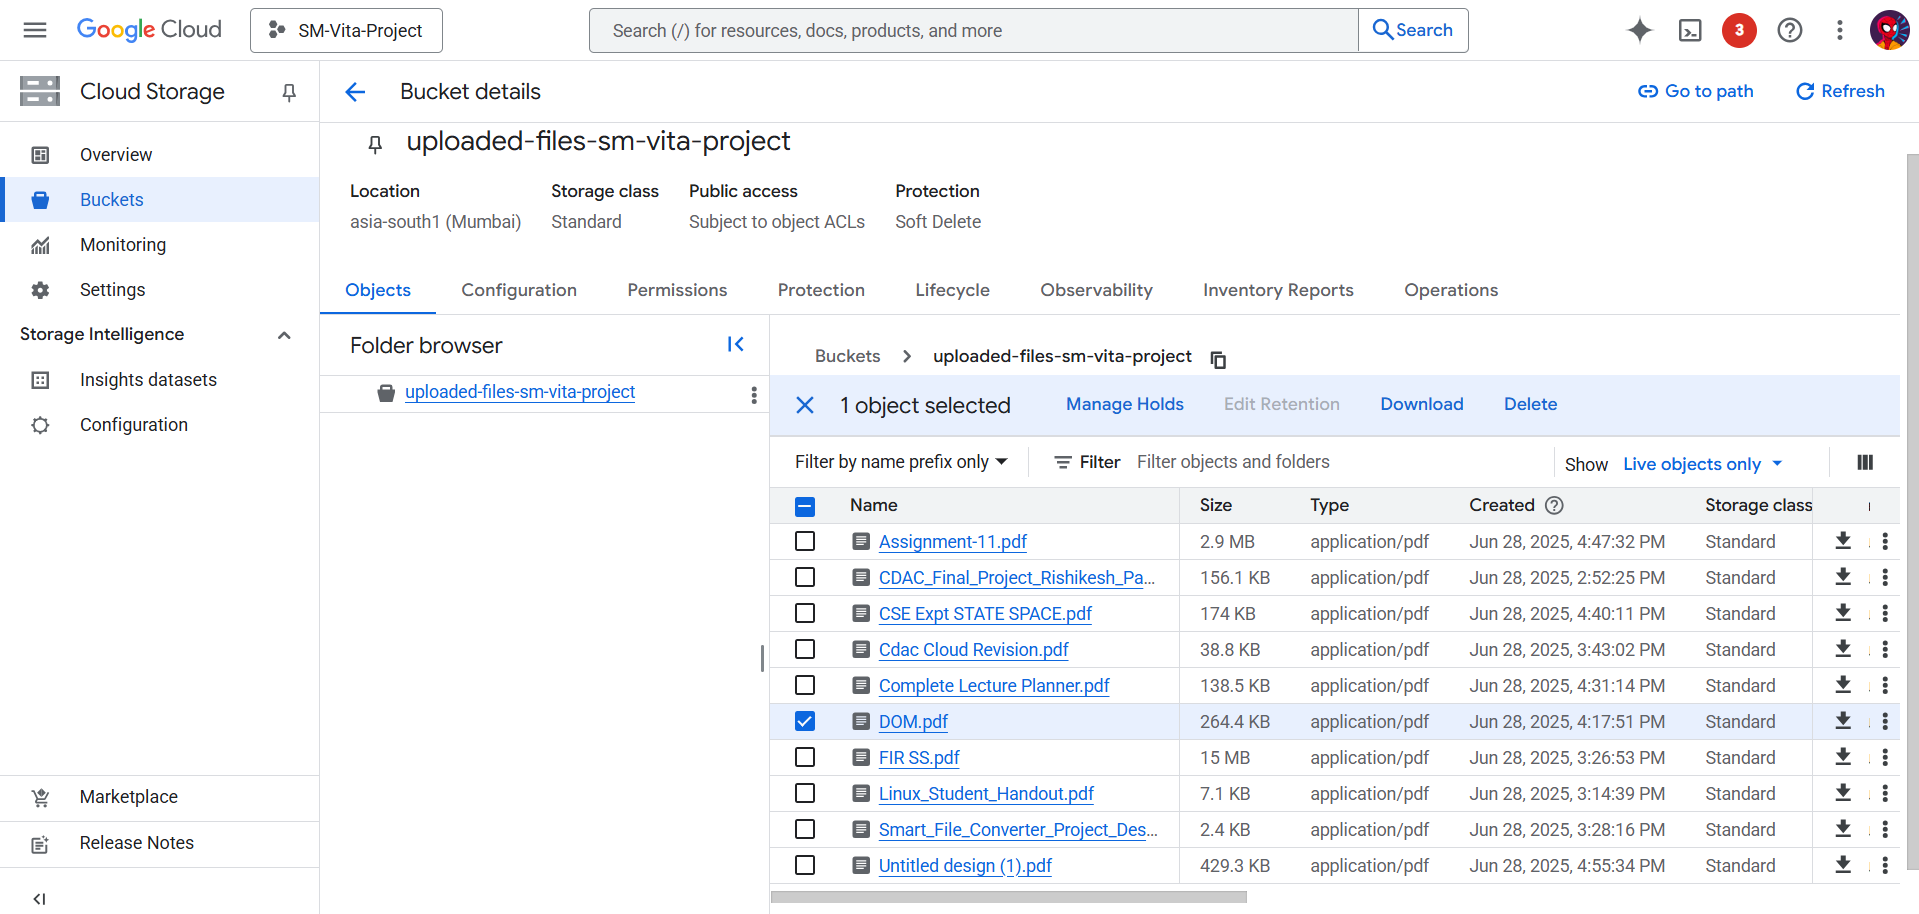 Google Cloud
SM-Vita-Project
Search (/) for resources, docs, products, and more
Search
3
Cloud Storage
Bucket details
Go to path
Refresh
Overview
Buckets
Monitoring
Settings
Storage Intelligence
Insights datasets
Configuration
Marketplace
Release Notes
uploaded-files-sm-vita-project
Location Storage class Public access Protection
asia-south1 (Mumbai) Standard Subject to object ACLs Soft Delete
Objects Configuration Permissions Protection Lifecycle Observability Inventory Reports Operations
Folder browser
uploaded-files-sm-vita-project
Buckets uploaded-files-sm-vita-project
1 object selected Manage Holds Edit Retention Download Delete
Filter by name prefix only Filter Filter objects and folders Show Live objects only
Name Size Type Created Storage class
Assignment-11.pdf 2.9 MB application/pdf Jun 28, 2025, 4:47:32 PM Standard
CDAC_Final_Project_Rishikesh_Pa... 156.1 KB application/pdf Jun 28, 2025, 2:52:25 PM Standard
CSE Expt STATE SPACE.pdf 174 KB application/pdf Jun 28, 2025, 4:40:11 PM Standard
Cdac Cloud Revision.pdf 38.8 KB application/pdf Jun 28, 2025, 3:43:02 PM Standard
Complete Lecture Planner.pdf 138.5 KB application/pdf Jun 28, 2025, 4:31:14 PM Standard
DOM.pdf 264.4 KB application/pdf Jun 28, 2025, 4:17:51 PM Standard
FIR SS.pdf 15 MB application/pdf Jun 28, 2025, 3:26:53 PM Standard
Linux_Student_Handout.pdf 7.1 KB application/pdf Jun 28, 2025, 3:14:39 PM Standard
Smart_File_Converter_Project_Des... 2.4 KB application/pdf Jun 28, 2025, 3:28:16 PM Standard
Untitled design (1).pdf 429.3 KB application/pdf Jun 28, 2025, 4:55:34 PM Standard